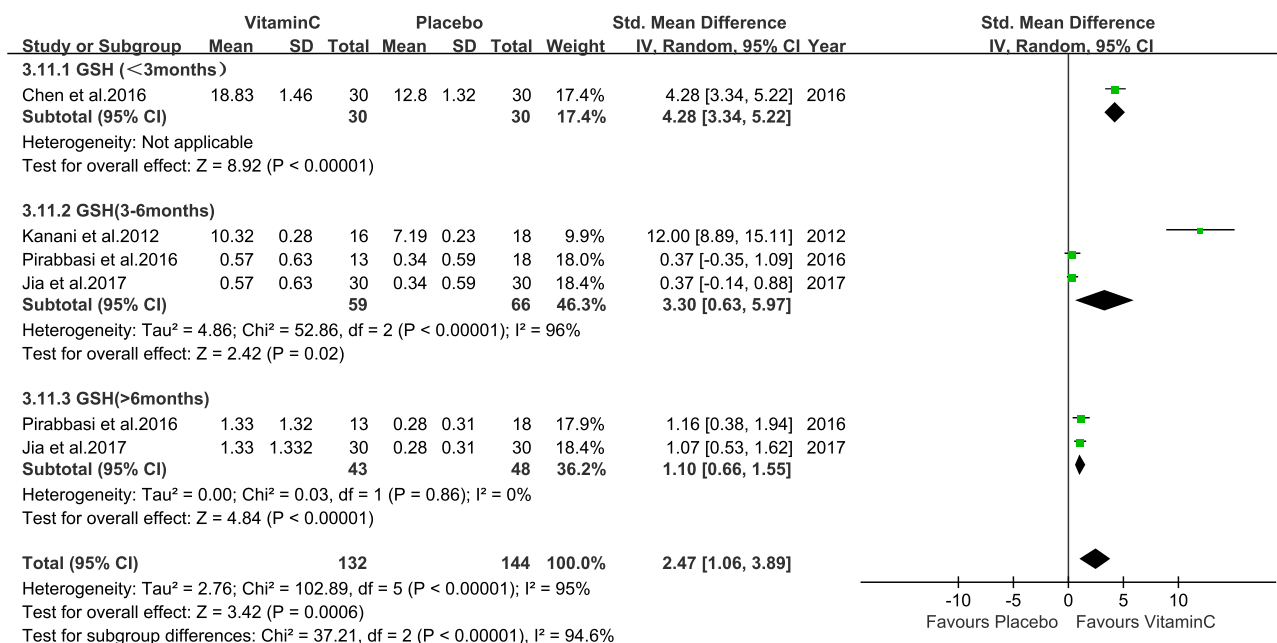 VitaminC Placebo Std. Mean Difference Std. Mean Difference
Study or Subgroup Mean SD Total Mean SD Total Weight IV, Random, 95% CI Year IV, Random, 95% CI
3.11.1 GSH (＜3months）
Chen et al.2016 18.83 1.46 30 12.8 1.32 30 17.4% 4.28 [3.34, 5.22] 2016
Subtotal (95% CI) 30 30 17.4% 4.28 [3.34, 5.22]
Heterogeneity: Not applicable
Test for overall effect: Z = 8.92 (P < 0.00001)
3.11.2 GSH(3-6months)
Kanani et al.2012 10.32 0.28 16 7.19 0.23 18 9.9% 12.00 [8.89, 15.11] 2012
Pirabbasi et al.2016 0.57 0.63 13 0.34 0.59 18 18.0% 0.37 [-0.35, 1.09] 2016
Jia et al.2017 0.57 0.63 30 0.34 0.59 30 18.4% 0.37 [-0.14, 0.88] 2017
Subtotal (95% CI) 59 66 46.3% 3.30 [0.63, 5.97]
Heterogeneity: Tau² = 4.86; Chi² = 52.86, df = 2 (P < 0.00001); I² = 96%
Test for overall effect: Z = 2.42 (P = 0.02)
3.11.3 GSH(>6months)
Pirabbasi et al.2016 1.33 1.32 13 0.28 0.31 18 17.9% 1.16 [0.38, 1.94] 2016
Jia et al.2017 1.33 1.332 30 0.28 0.31 30 18.4% 1.07 [0.53, 1.62] 2017
Subtotal (95% CI) 43 48 36.2% 1.10 [0.66, 1.55]
Heterogeneity: Tau² = 0.00; Chi² = 0.03, df = 1 (P = 0.86); I² = 0%
Test for overall effect: Z = 4.84 (P < 0.00001)
Total (95% CI) 132 144 100.0% 2.47 [1.06, 3.89]
Heterogeneity: Tau² = 2.76; Chi² = 102.89, df = 5 (P < 0.00001); I² = 95%
Test for overall effect: Z = 3.42 (P = 0.0006)
Test for subgroup differences: Chi² = 37.21, df = 2 (P < 0.00001), I² = 94.6%
-10 -5 0 5 10
Favours Placebo Favours VitaminC